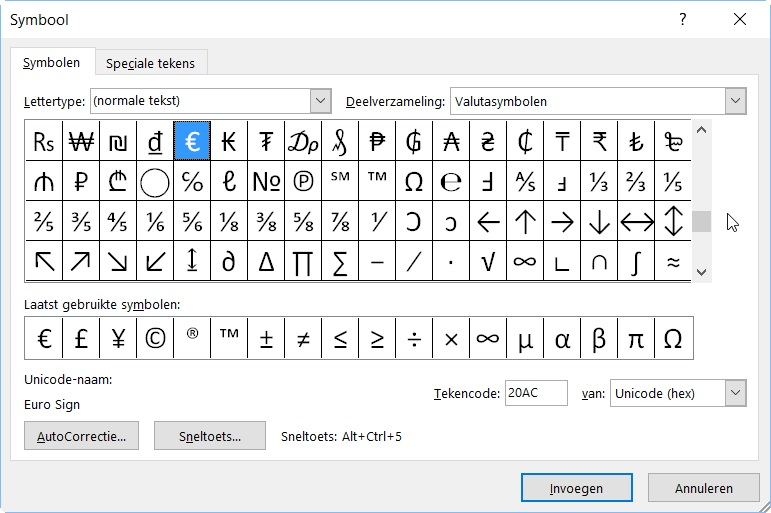 Symbool ?
Symbolen Speciale tekens
Lettertype: (normale tekst) Deelverzameling: Valutasymbolen
₨ ₩ ₪ ₫ € ₭ ₮ ₯ ₰ ₱ ₲ ₳ ₴ ₵ ₸ ₹ ₺ ₻
₼ ₽ ₾ ◯ ℅ ℓ № ℗ ℠ ™ Ω ℮ Ⅎ ⅍ ⅎ ⅓ ⅔ ⅕
⅖ ⅗ ⅘ ⅙ ⅚ ⅛ ⅜ ⅝ ⅞ ⅟ Ↄ ↄ ← ↑ → ↓ ↔ ↕
↖ ↗ ↘ ↙ ↨ ∂ ∆ ∏ ∑ − ∕ ∙ √ ∞ ∟ ∩ ∫ ≈
Laatst gebruikte symbolen:
€ £ ¥ © ® ™ ± ≠ ≤ ≥ ÷ × ∞ µ α β π Ω
Unicode-naam:
Euro Sign
Tekencode: 20AC van: Unicode (hex)
AutoCorrectie... Sneltoets... Sneltoets: Alt+Ctrl+5
Invoegen Annuleren